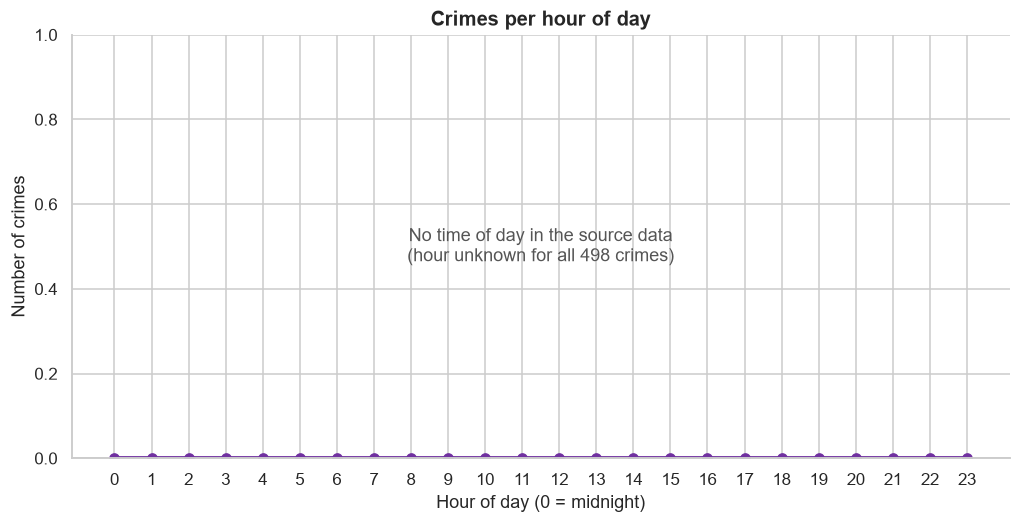 Crimes per hour of day
1.0
0.8
0.6
0.4
0.2
0.0
Number of crimes
No time of day in the source data
(hour unknown for all 498 crimes)
0 1 2 3 4 5 6 7 8 9 10 11 12 13 14 15 16 17 18 19 20 21 22 23
Hour of day (0 = midnight)